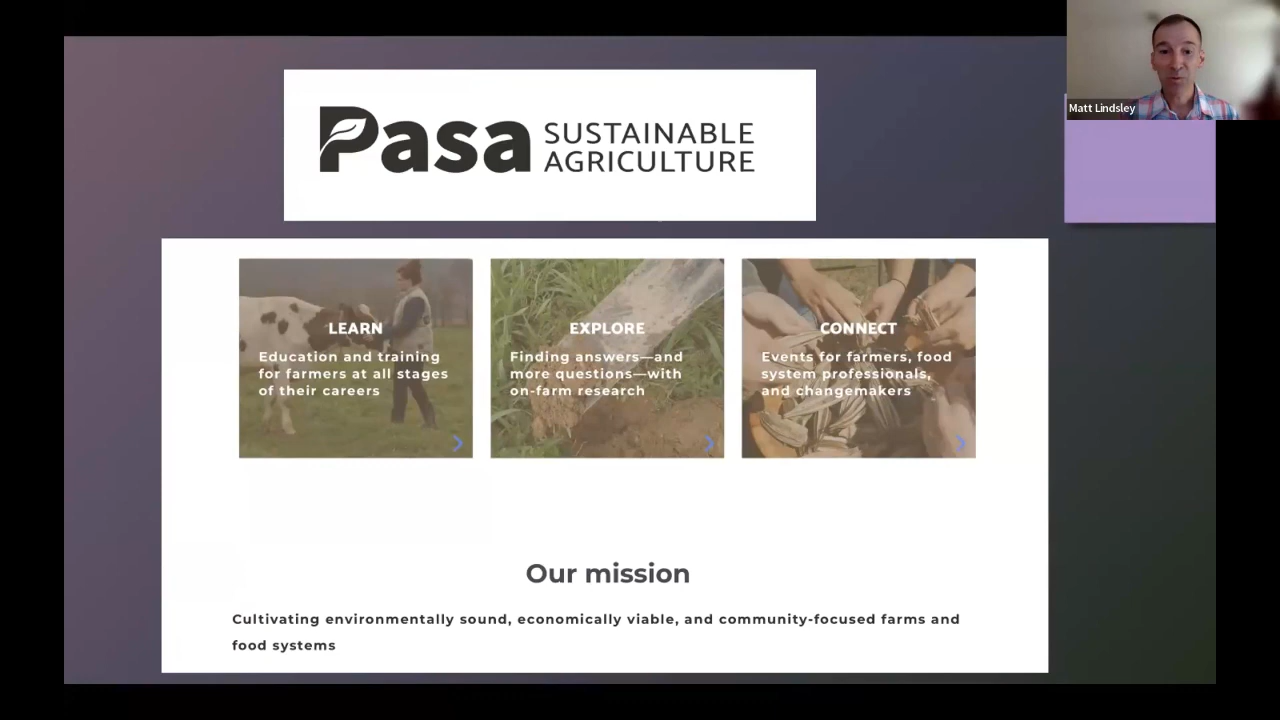 Matt Lindsley
Pasa SUSTAINABLE
AGRICULTURE
LEARN
Education and training
for farmers at all stages
of their careers
EXPLORE
Finding answers—and
more questions—with
on-farm research
CONNECT
Events for farmers, food
system professionals,
and changemakers
Our mission
Cultivating environmentally sound, economically viable, and community-focused farms and
food systems